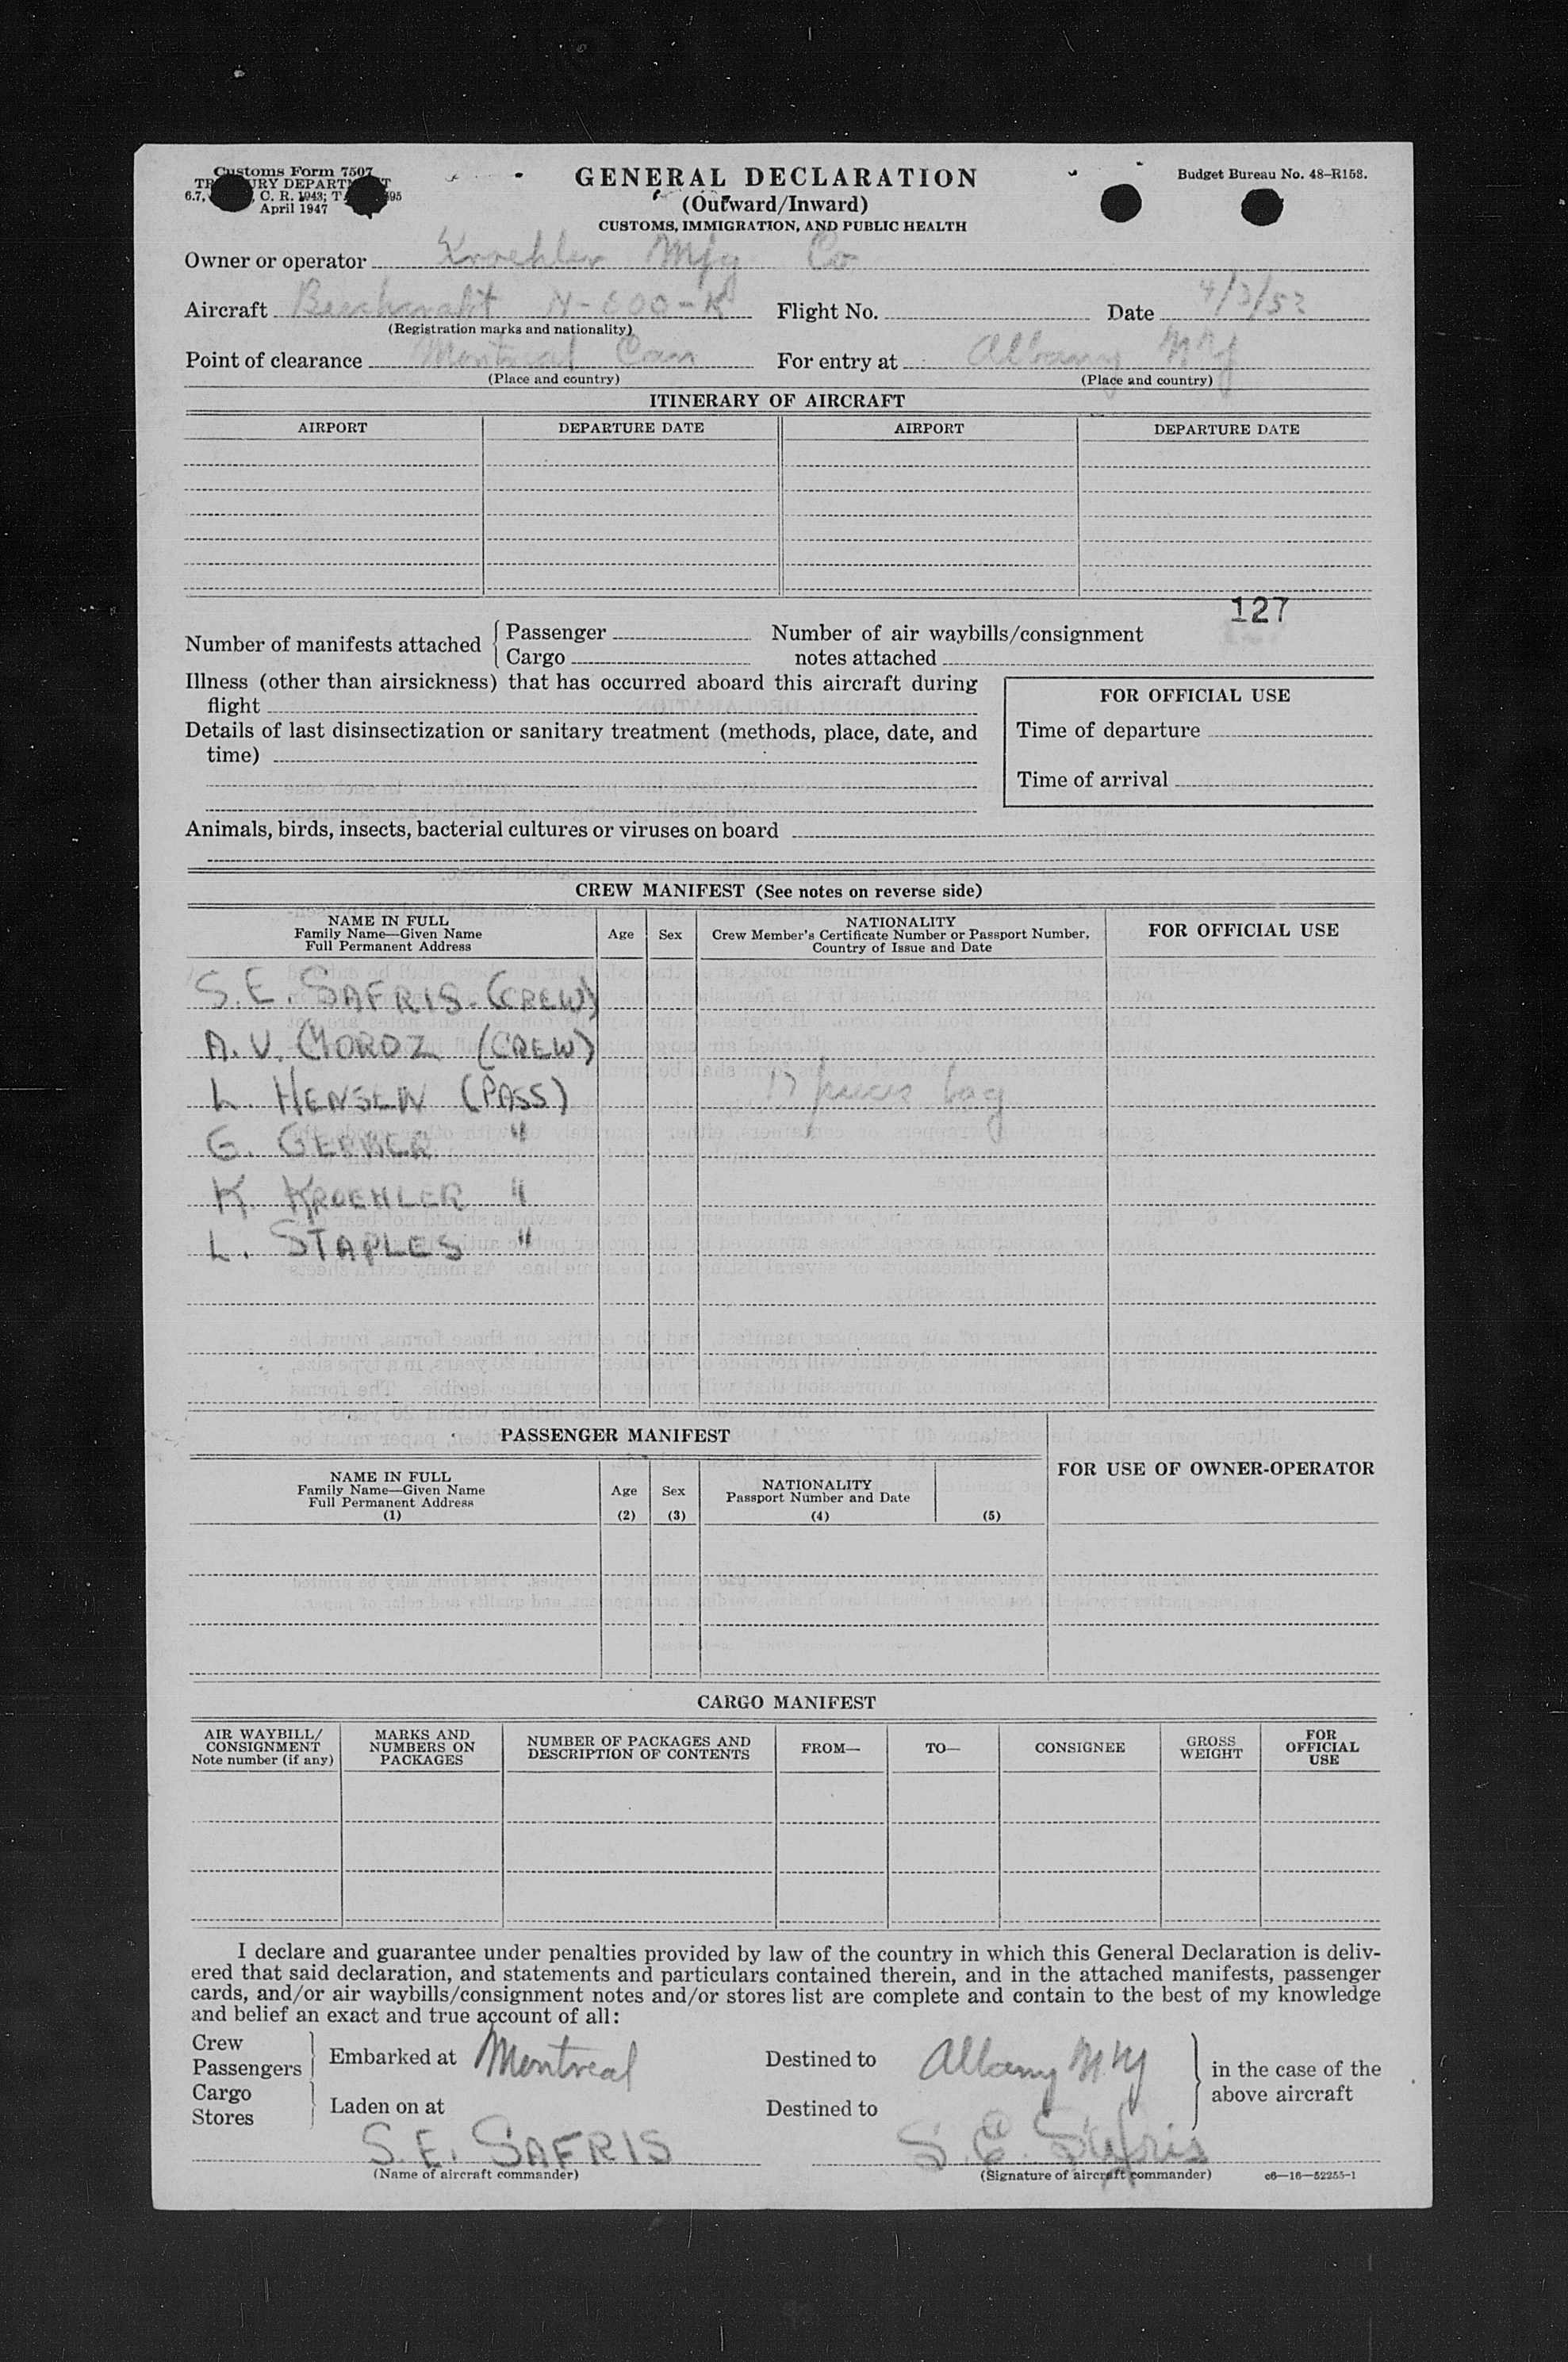 Customs Form 7507
GENERAL DECLARATION
Budget Bureau No. 48–R158.
6.7, C. R. 1943; T
April 1947
(Outward/Inward)
CUSTOMS, IMMIGRATION, AND PUBLIC HEALTH
Owner or operator Kroehler Mfg Co
Aircraft Beechcraft N-600-K Flight No. Date
(Registration marks and nationality)
Point of clearance Montreal Can For entry at Albany NY
(Place and country) (Place and country)
ITINERARY OF AIRCRAFT
AIRPORT DEPARTURE DATE AIRPORT DEPARTURE DATE
127
Number of manifests attached { Passenger Number of air waybills/consignment
Cargo notes attached
Illness (other than airsickness) that has occurred aboard this aircraft during
flight
FOR OFFICIAL USE
Details of last disinsectization or sanitary treatment (methods, place, date, and
time)
Time of departure
Time of arrival
Animals, birds, insects, bacterial cultures or viruses on board
CREW MANIFEST (See notes on reverse side)
NAME IN FULL
Family Name—Given Name
Full Permanent Address
Age
Sex
NATIONALITY
Crew Member's Certificate Number or Passport Number,
Country of Issue and Date
FOR OFFICIAL USE
S. E. SAFRIS. (CREW)
A. V. (CREW)
L. HENSEN (PASS)
17 pieces bag
G. GERBER "
K. KROEHLER "
L. STAPLES "
PASSENGER MANIFEST
FOR USE OF OWNER-OPERATOR
NAME IN FULL
Family Name—Given Name
Full Permanent Address
(1)
Age
(2)
Sex
(3)
NATIONALITY
Passport Number and Date
(4)
(5)
CARGO MANIFEST
AIR WAYBILL/
CONSIGNMENT
Note number (if any)
MARKS AND
NUMBERS ON
PACKAGES
NUMBER OF PACKAGES AND
DESCRIPTION OF CONTENTS
FROM—
TO—
CONSIGNEE
GROSS
WEIGHT
FOR
OFFICIAL
USE
I declare and guarantee under penalties provided by law of the country in which this General Declaration is deliv-
ered that said declaration, and statements and particulars contained therein, and in the attached manifests, passenger
cards, and/or air waybills/consignment notes and/or stores list are complete and contain to the best of my knowledge
and belief an exact and true account of all:
Crew
Passengers } Embarked at Montreal Destined to Albany N.Y } in the case of the
above aircraft
Cargo
Stores } Laden on at Destined to
S. E. SAFRIS S. E. Safris
(Name of aircraft commander) (Signature of aircraft commander) c6—16—52255-1